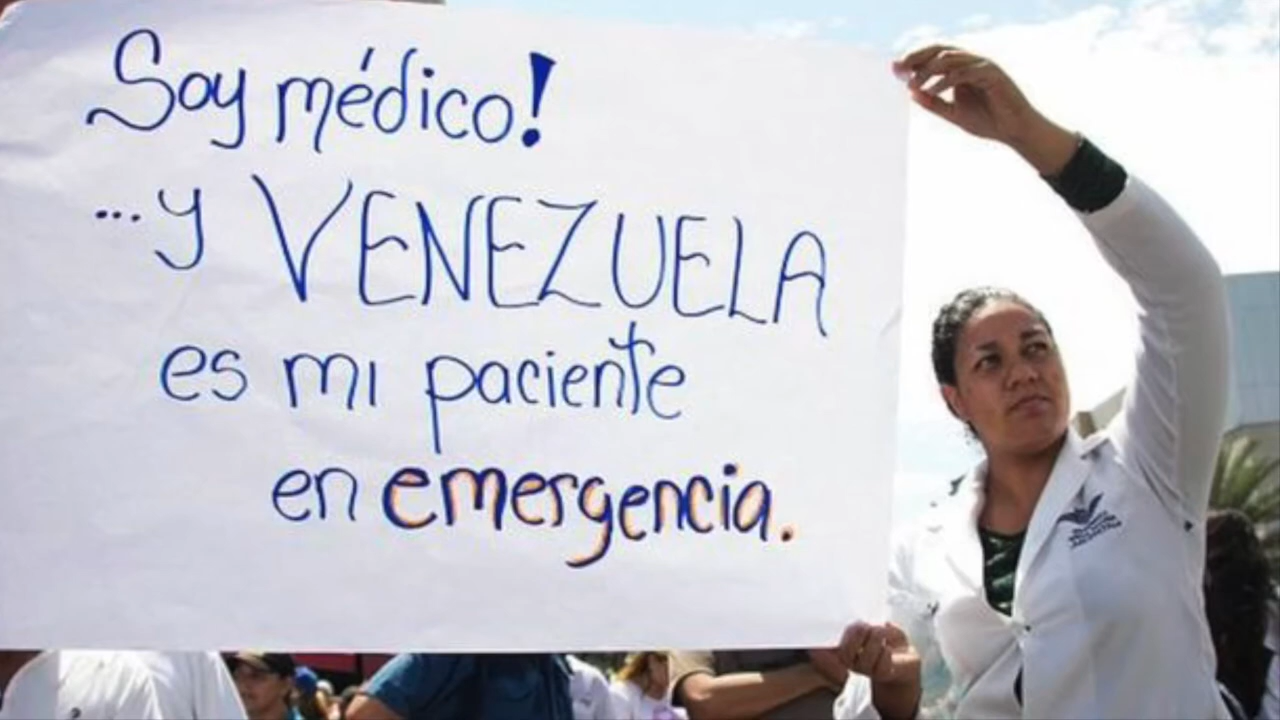 Soy médico!
...y VENEZUELA
es mi paciente
en emergencia.